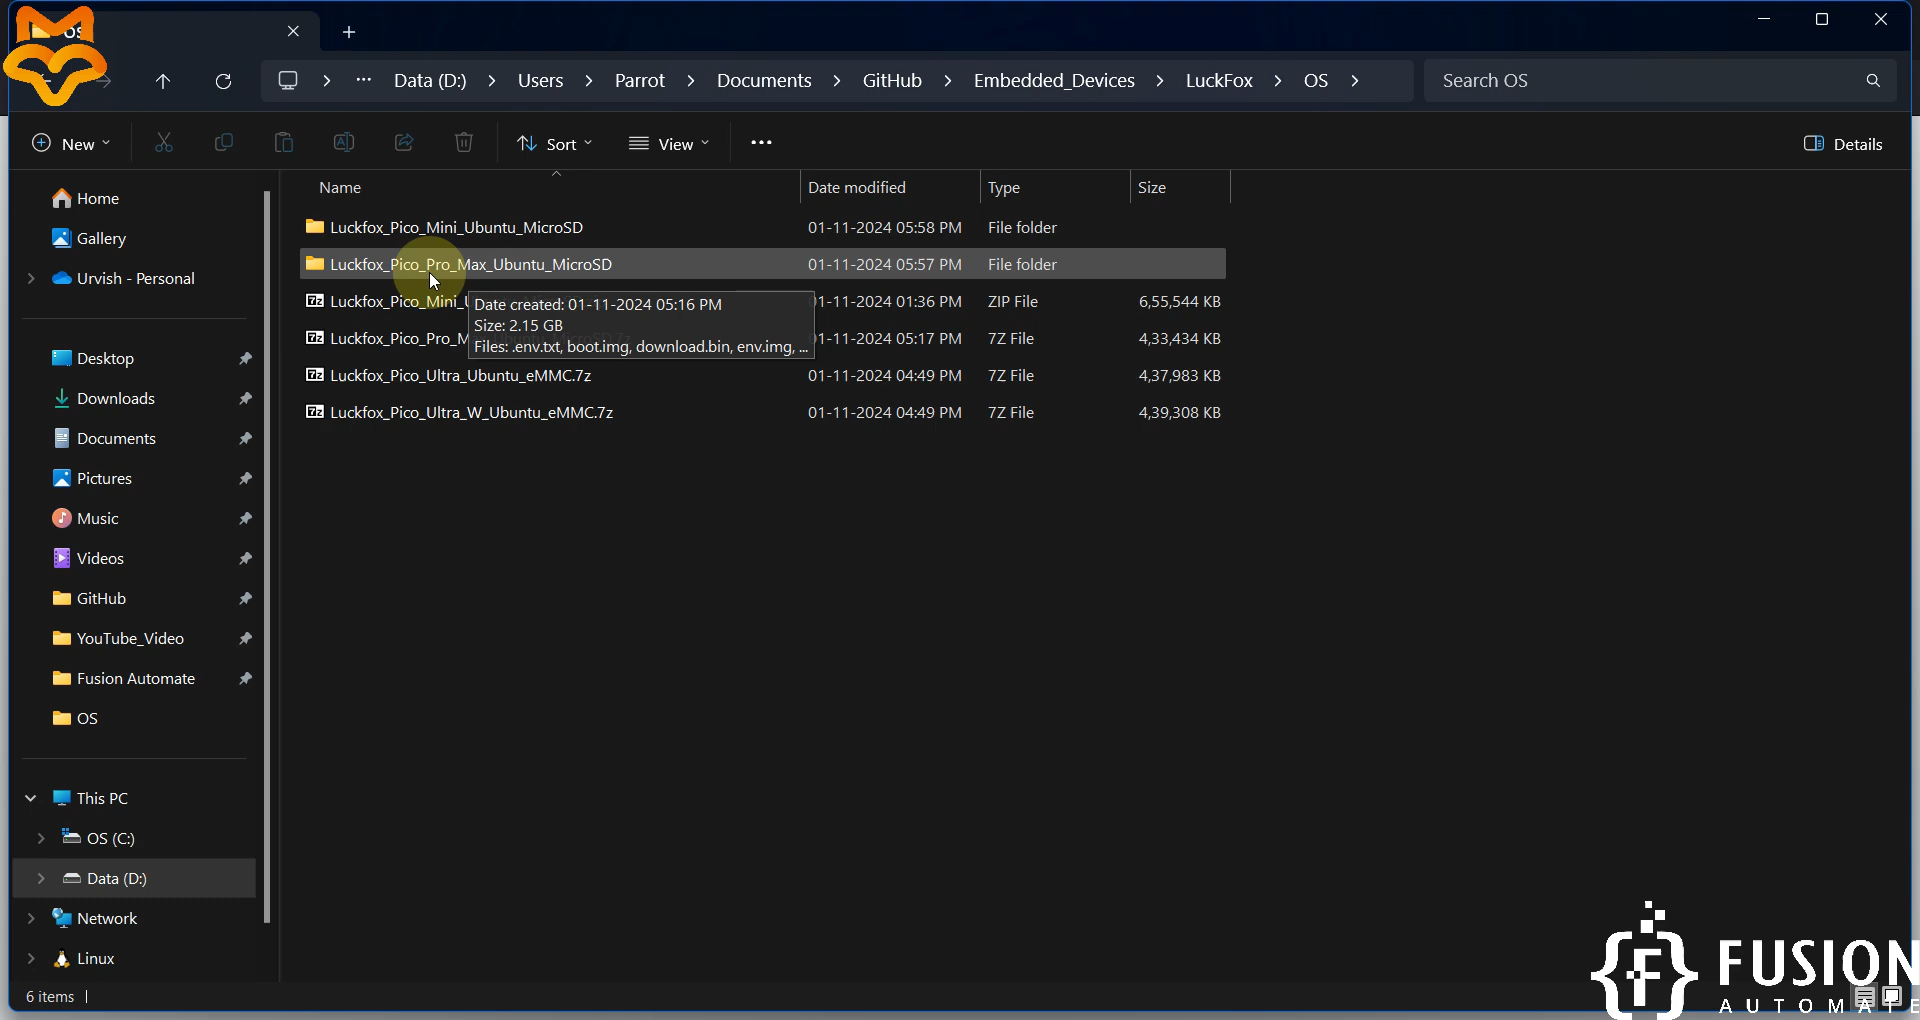 OS
Data (D:) Users Parrot Documents GitHub Embedded_Devices LuckFox OS Search OS
New Sort View ... Details
Name Date modified Type Size
Home
Gallery
Urvish - Personal
Desktop
Downloads
Documents
Pictures
Music
Videos
GitHub
YouTube_Video
Fusion Automate
OS
This PC
OS (C:)
Data (D:)
Network
Linux
Luckfox_Pico_Mini_Ubuntu_MicroSD 01-11-2024 05:58 PM File folder
Luckfox_Pico_Pro_Max_Ubuntu_MicroSD 01-11-2024 05:57 PM File folder
Luckfox_Pico_Mini_ 01-11-2024 01:36 PM ZIP File 6,55,544 KB
Luckfox_Pico_Pro_M 01-11-2024 05:17 PM 7Z File 4,33,434 KB
Luckfox_Pico_Ultra_Ubuntu_eMMC.7z 01-11-2024 04:49 PM 7Z File 4,37,983 KB
Luckfox_Pico_Ultra_W_Ubuntu_eMMC.7z 01-11-2024 04:49 PM 7Z File 4,39,308 KB
Date created: 01-11-2024 05:16 PM
Size: 2.15 GB
Files: .env.txt, boot.img, download.bin, env.img, ...
6 items
FUSION
AUTOMATE